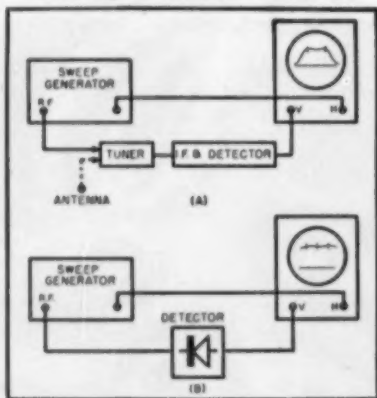 SWEEP
GENERATOR
R.F.
V H
TUNER
I.F. & DETECTOR
ANTENNA
(A)
SWEEP
GENERATOR
R.F.
V H
DETECTOR
(B)